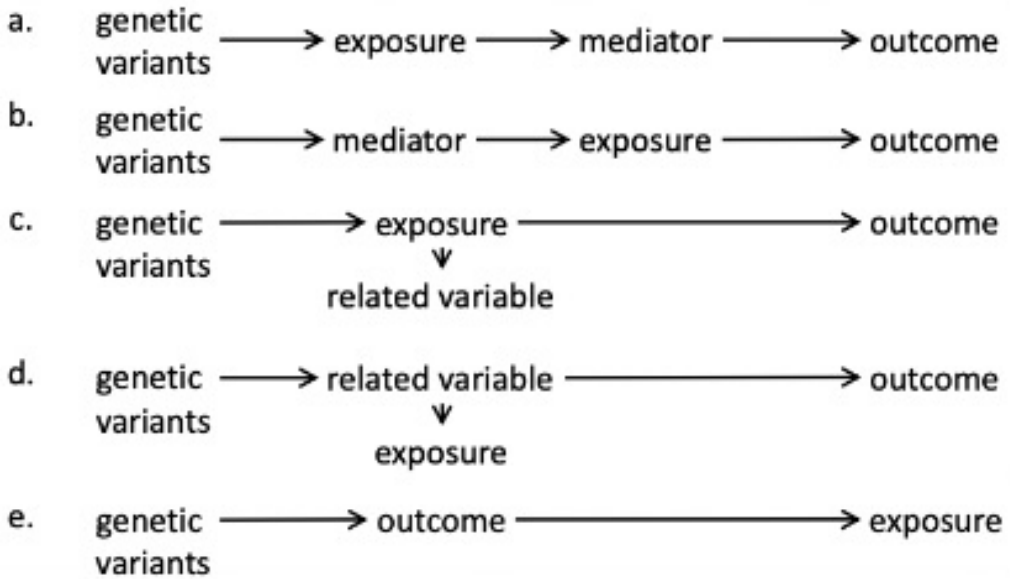 a. genetic variants → exposure → mediator → outcome
b. genetic variants → mediator → exposure → outcome
c. genetic variants → exposure → outcome
related variable
d. genetic variants → related variable → outcome
exposure
e. genetic variants → outcome → exposure